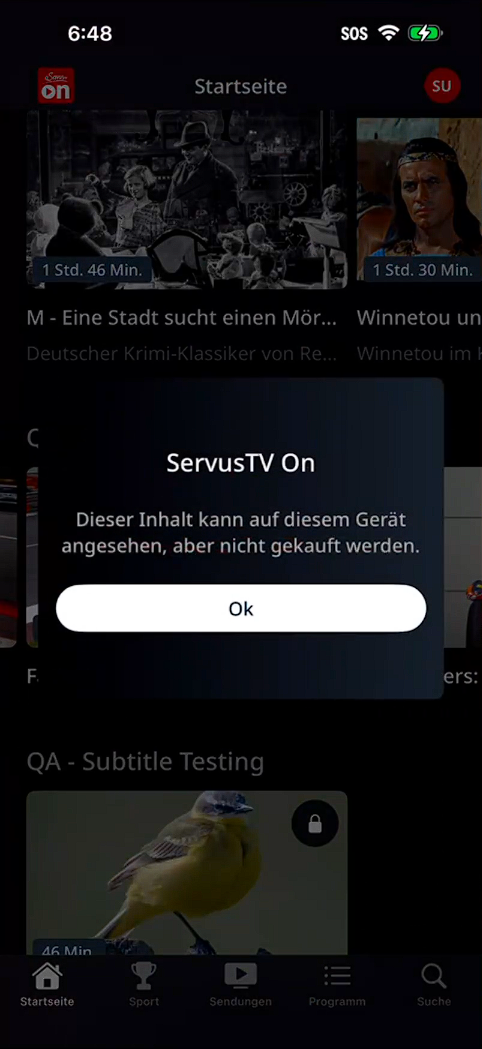 6:48
SOS
Servus
on
Startseite
SU
1 Std. 46 Min.
1 Std. 30 Min.
M - Eine Stadt sucht einen Mör...
Winnetou un
Deutscher Krimi-Klassiker von Re...
Winnetou im
ServusTV On
Dieser Inhalt kann auf diesem Gerät
angesehen, aber nicht gekauft werden.
Ok
ers:
QA - Subtitle Testing
46 Min.
Startseite
Sport
Sendungen
Programm
Suche